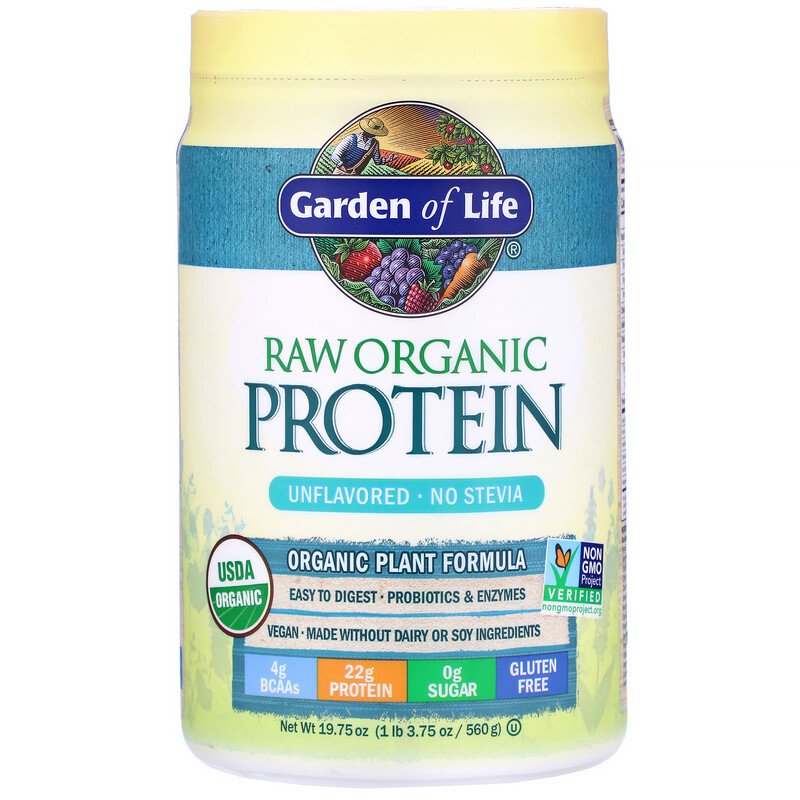 Garden of Life
®
RAW ORGANIC
PROTEIN
UNFLAVORED · NO STEVIA
ORGANIC PLANT FORMULA
EASY TO DIGEST · PROBIOTICS & ENZYMES
VEGAN · MADE WITHOUT DAIRY OR SOY INGREDIENTS
USDA
ORGANIC
NON
GMO
Project
VERIFIED
nongmoproject.org
4g
BCAAs
22g
PROTEIN
0g
SUGAR
GLUTEN
FREE
Net Wt 19.75 oz (1 lb 3.75 oz / 560 g) U